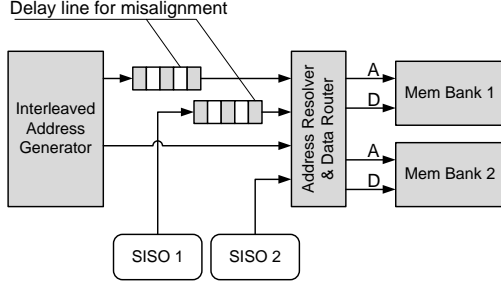 Delay line for misalignment
Interleaved
Address
Generator
Address Resolver
& Data Router
A
D
Mem Bank 1
A
D
Mem Bank 2
SISO 1
SISO 2